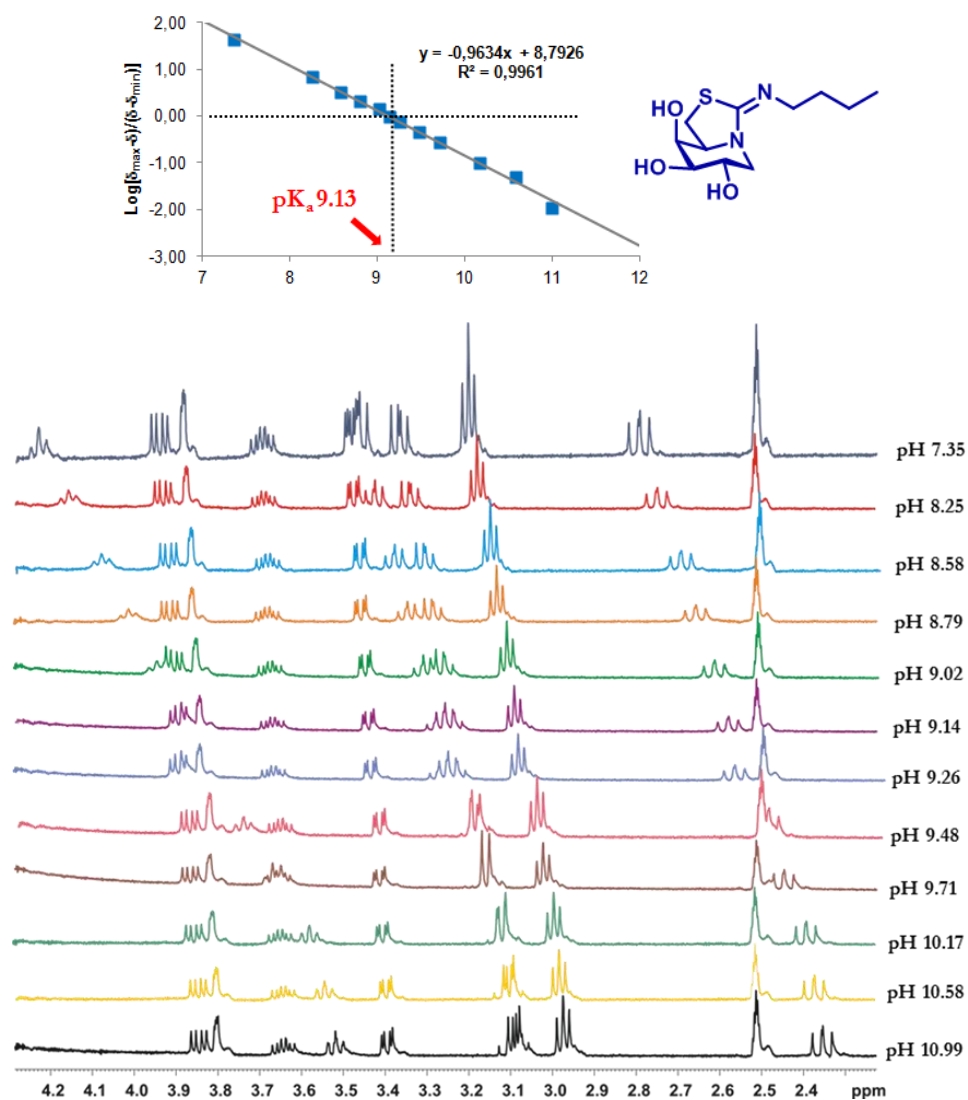 2,00
1,00
0,00
-1,00
-2,00
-3,00
Log[δmax-δ)/(δ-δmin)]
y = -0,9634x + 8,7926
R² = 0,9961
pKa 9.13
7 8 9 10 11 12
S
N
HO
N
HO
HO
pH 7.35
pH 8.25
pH 8.58
pH 8.79
pH 9.02
pH 9.14
pH 9.26
pH 9.48
pH 9.71
pH 10.17
pH 10.58
pH 10.99
4.2 4.1 3.9 3.8 3.7 3.6 3.5 3.4 3.3 3.2 3.1 3.0 2.9 2.8 2.7 2.6 2.5 2.4 ppm